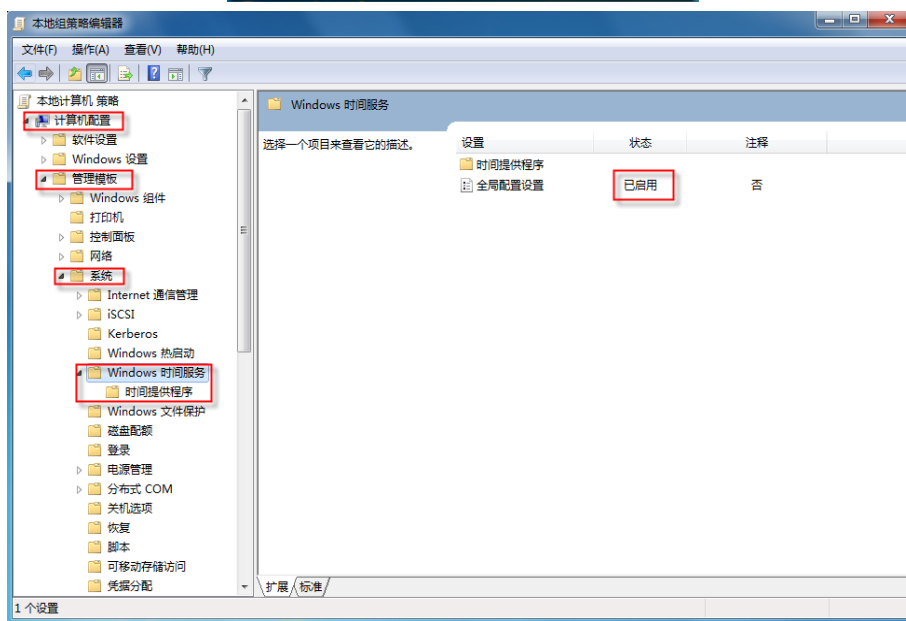 本地组策略编辑器
文件(F) 操作(A) 查看(V) 帮助(H)
本地计算机 策略
计算机配置
软件设置
Windows 设置
管理模板
Windows 组件
打印机
控制面板
网络
系统
Internet 通信管理
iSCSI
Kerberos
Windows 热启动
Windows 时间服务
时间提供程序
Windows 文件保护
磁盘配额
登录
电源管理
分布式 COM
关机选项
恢复
脚本
可移动存储访问
凭据分配
Windows 时间服务
选择一个项目来查看它的描述。
设置 状态 注释
时间提供程序
全局配置设置 已启用 否
扩展 标准
1 个设置